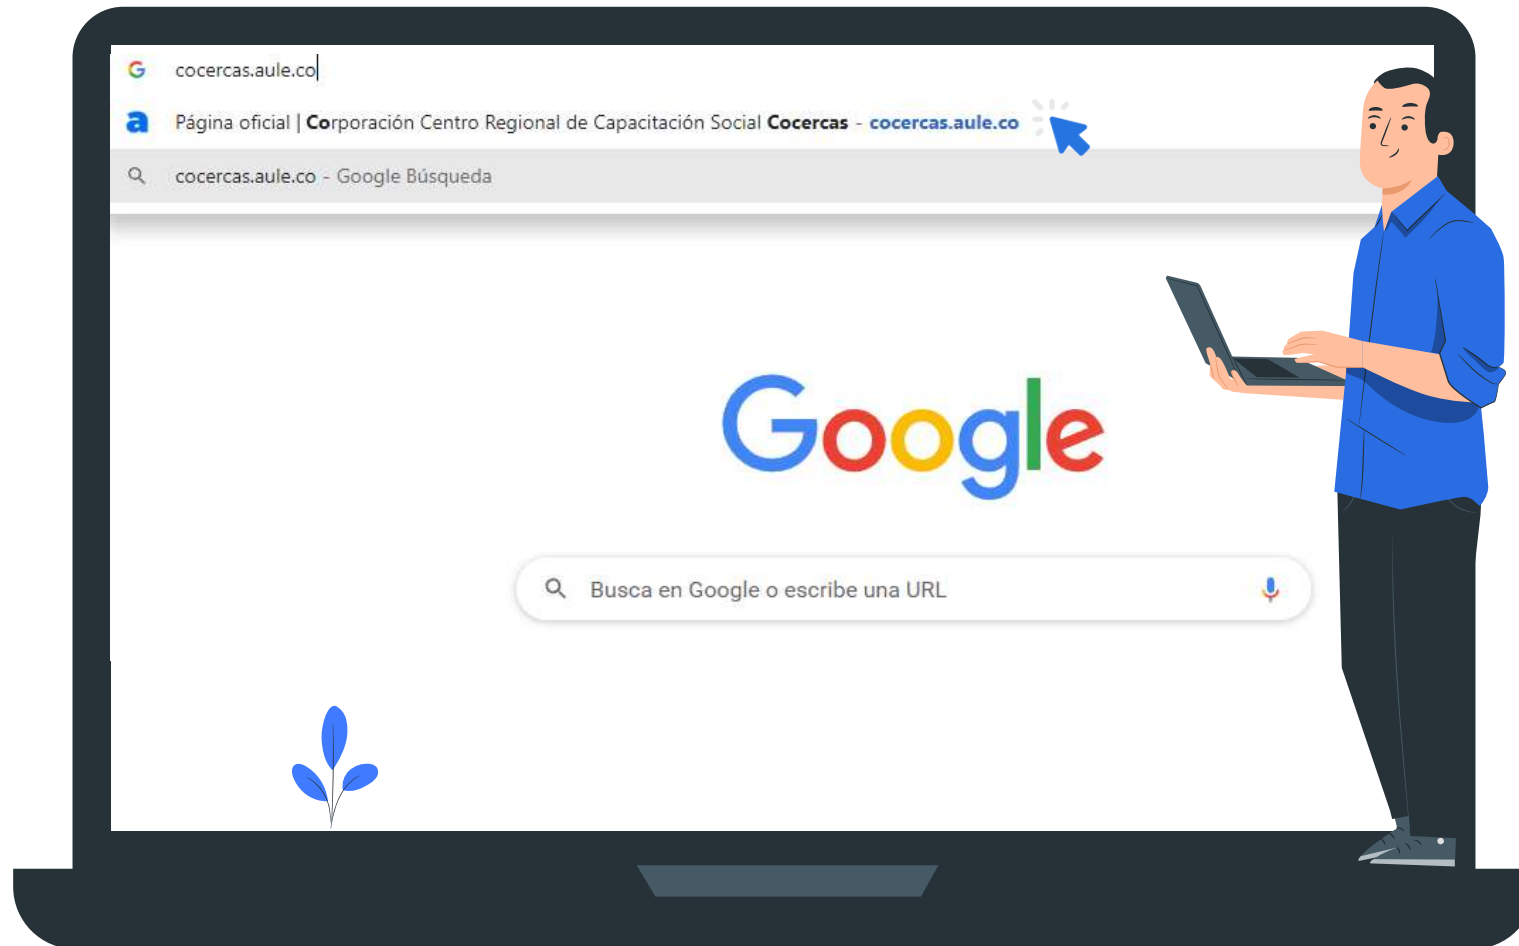 cocercas.aule.co
Página oficial | Corporación Centro Regional de Capacitación Social Cocercas - cocercas.aule.co
cocercas.aule.co - Google Búsqueda
Google
Busca en Google o escribe una URL